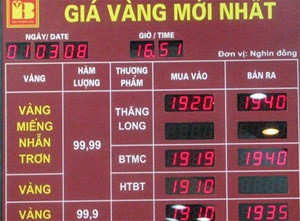 GIÁ VÀNG MỚI NHẤT
NGÀY/ DATE GIỜ / TIME
010308 16.51
Đơn vị: Nghìn đồng
VÀNG HÀM LƯỢNG THƯƠNG PHẨM MUA VÀO BÁN RA
VÀNG MIẾNG NHẪN TRƠN 99,99 THĂNG LONG 1920 1940
BTMC 1919 1940
VÀNG HTBT 1910
VÀNG 99,9 1910 1935